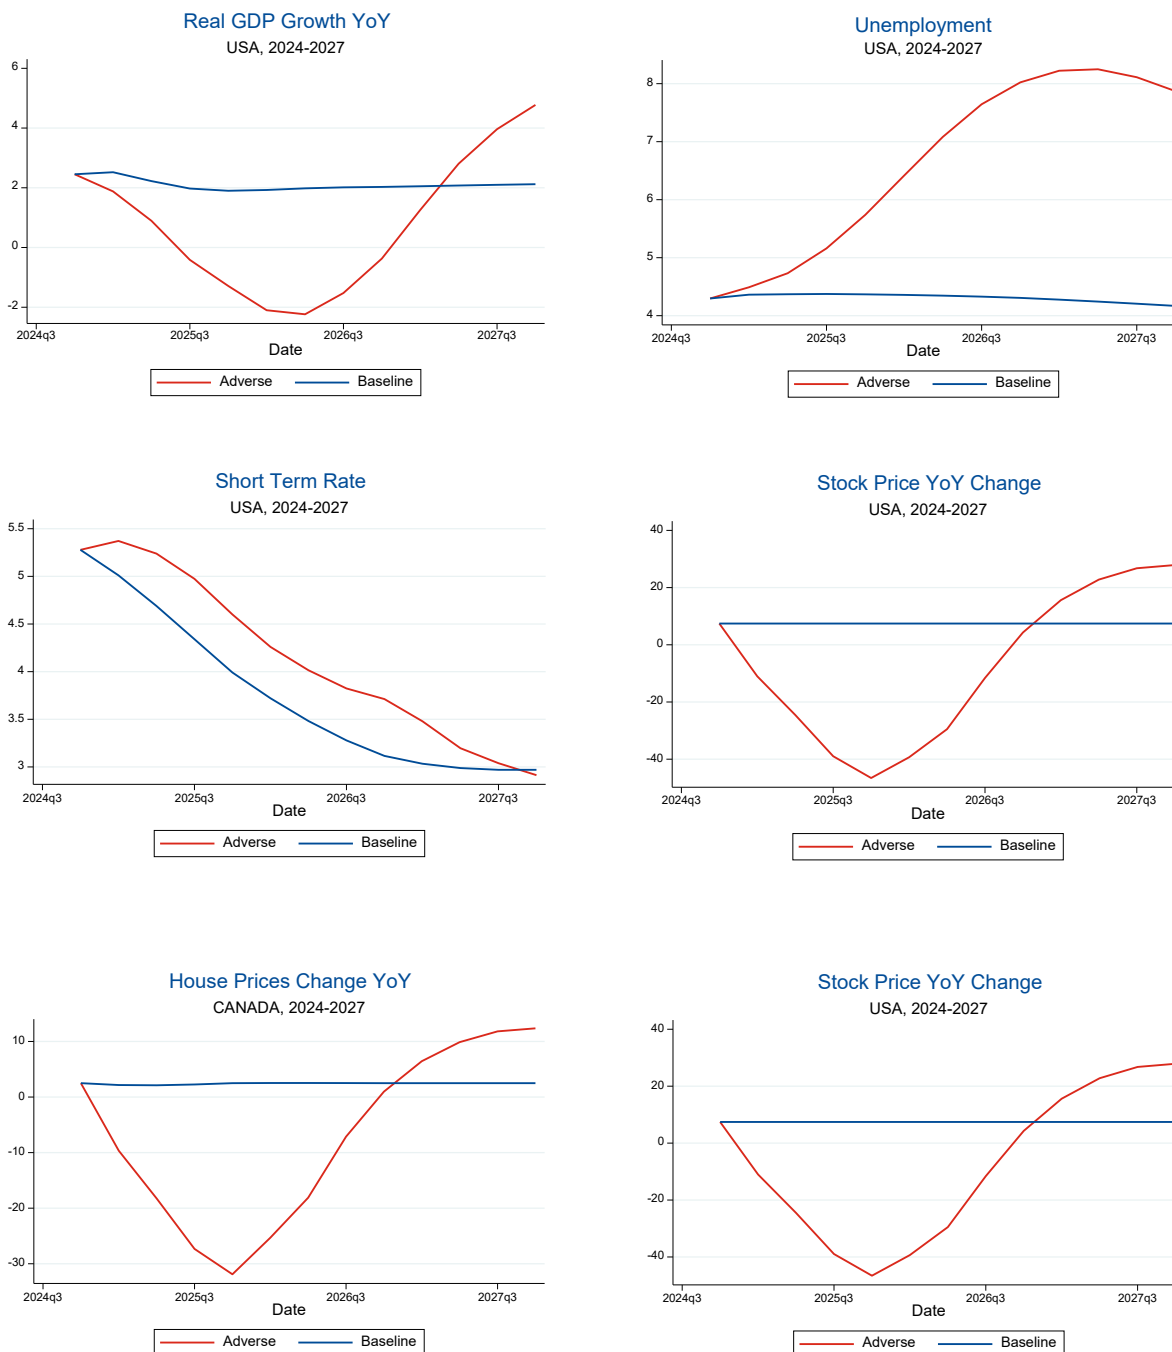 Real GDP Growth YoY
USA, 2024-2027
6
4
2
0
-2
2024q3 2025q3 2026q3 2027q3
Date
Adverse Baseline
Unemployment
USA, 2024-2027
8
7
6
5
4
2024q3 2025q3 2026q3 2027q3
Date
Adverse Baseline
Short Term Rate
USA, 2024-2027
5.5
5
4.5
4
3.5
3
2024q3 2025q3 2026q3 2027q3
Date
Adverse Baseline
Stock Price YoY Change
USA, 2024-2027
40
20
0
-20
-40
2024q3 2025q3 2026q3 2027q3
Date
Adverse Baseline
House Prices Change YoY
CANADA, 2024-2027
10
0
-10
-20
-30
2024q3 2025q3 2026q3 2027q3
Date
Adverse Baseline
Stock Price YoY Change
USA, 2024-2027
40
20
0
-20
-40
2024q3 2025q3 2026q3 2027q3
Date
Adverse Baseline